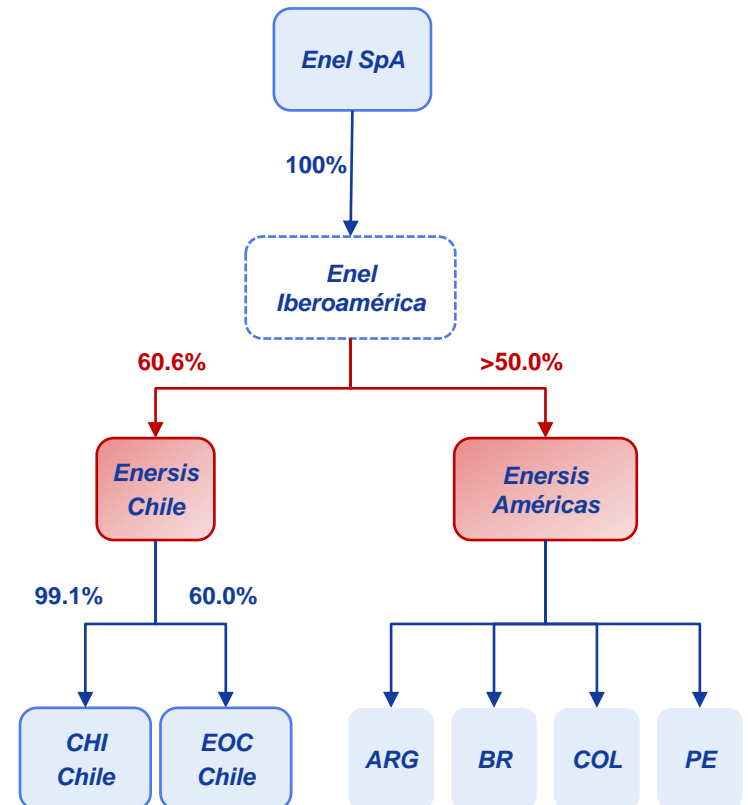 Enel SpA
100%
Enel
Iberoamérica
60.6%
>50.0%
Enersis
Chile
Enersis
Américas
99.1%
60.0%
CHI
Chile
EOC
Chile
ARG
BR
COL
PE